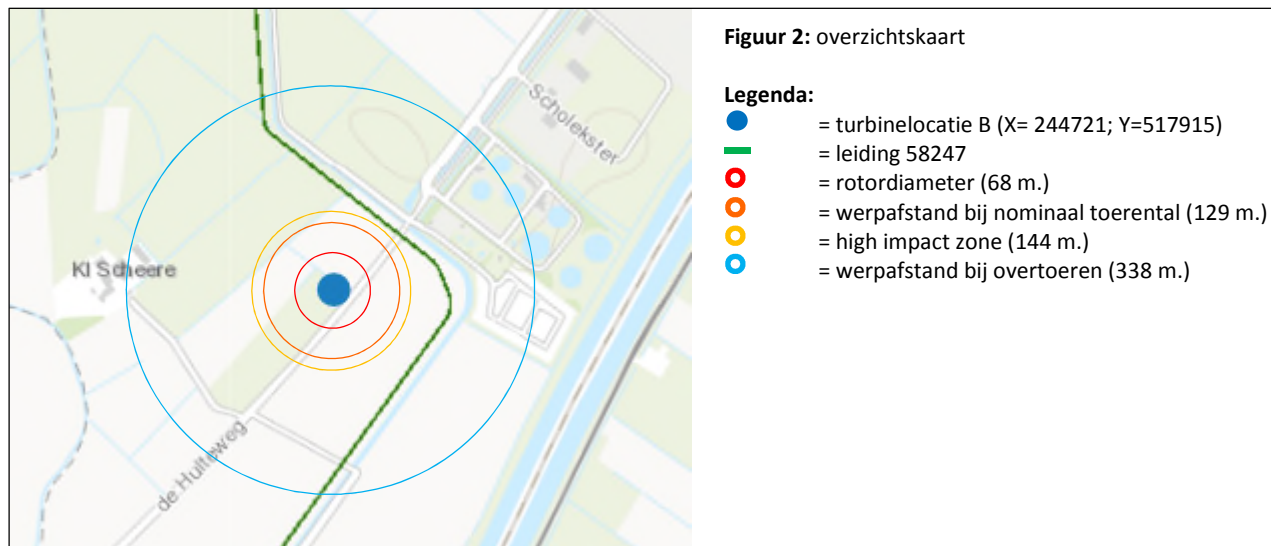 Figuur 2: overzichtskaart
Legenda:
= turbinelocatie B (X= 244721; Y=517915)
= leiding 58247
= rotordiameter (68 m.)
= werpafstand bij nominaal toerental (129 m.)
= high impact zone (144 m.)
= werpafstand bij overtoeren (338 m.)
Scholekster
Kl Scheere
de Hulteweg